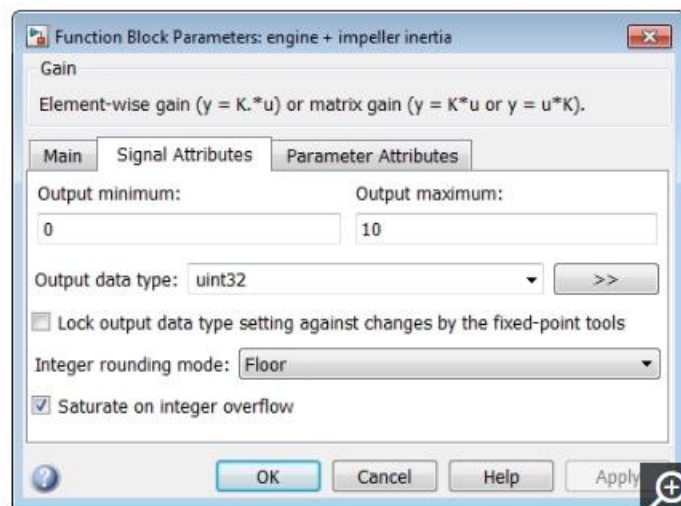 Function Block Parameters: engine + impeller inertia
Gain
Element-wise gain (y = K.*u) or matrix gain (y = K*u or y = u*K).
Main Signal Attributes Parameter Attributes
Output minimum: Output maximum:
0 10
Output data type: uint32 >>
Lock output data type setting against changes by the fixed-point tools
Integer rounding mode: Floor
Saturate on integer overflow
OK Cancel Help Apply